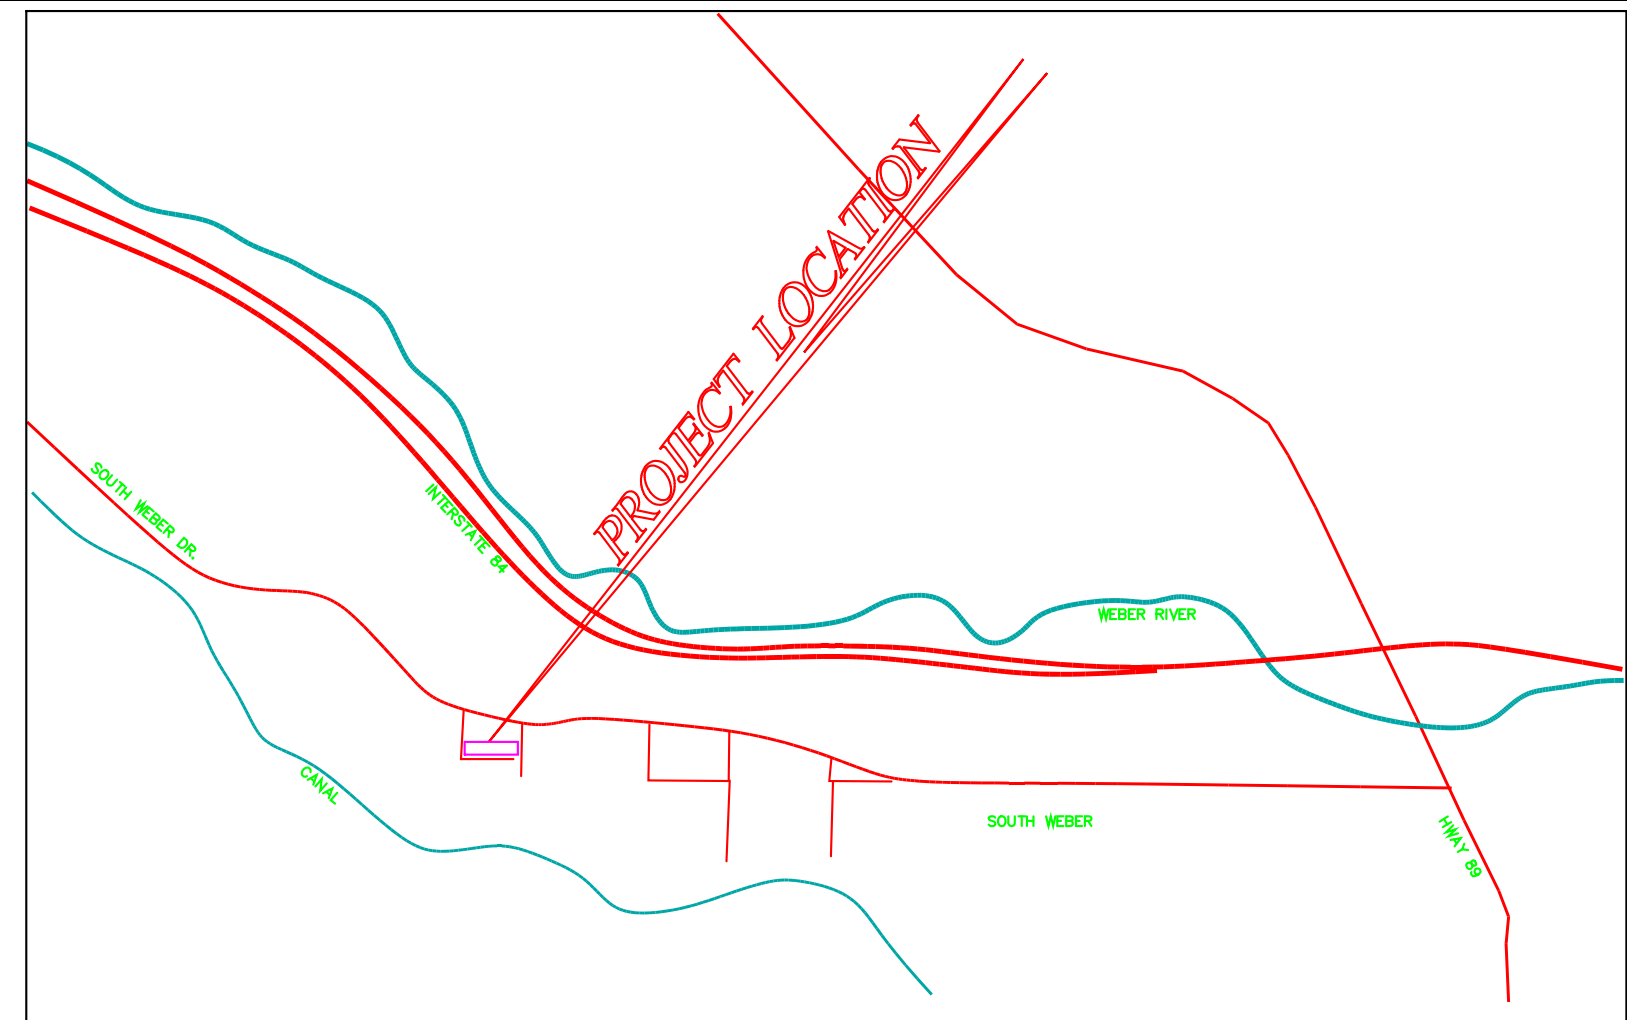 PROJECT LOCATION
SOUTH WEBER DR.
INTERSTATE 84
WEBER RIVER
CANAL
SOUTH WEBER
HWAY 89